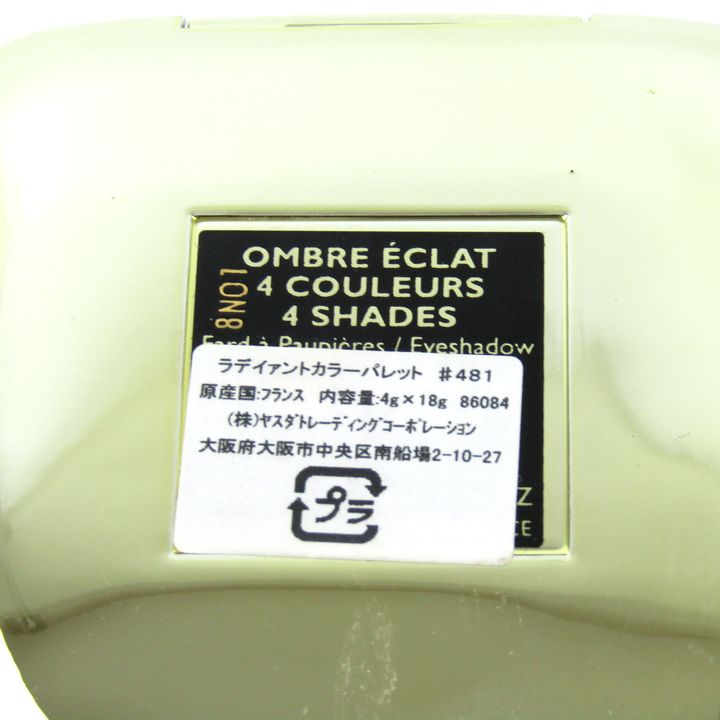 OMBRE ÉCLAT
4 COULEURS
4 SHADES
Fard à Paupières / Eyeshadow
8N01
ラディアントカラーパレット #481
原産国:フランス 内容量:4g×18g 86084
(株)ヤスダトレーディングコーポレーション
大阪府大阪市中央区南船場2-10-27
プラ